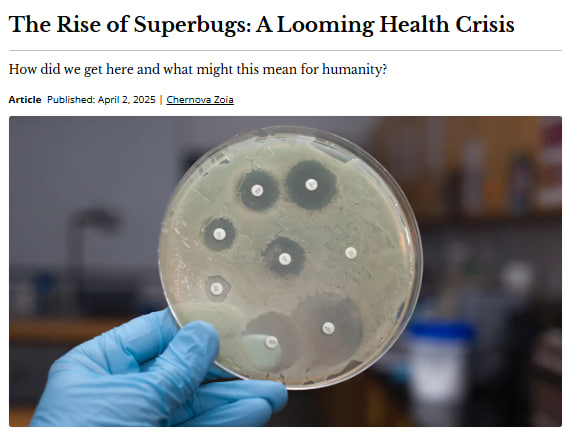 The Rise of Superbugs: A Looming Health Crisis
How did we get here and what might this mean for humanity?
Article Published: April 2, 2025 | Chernova Zoia